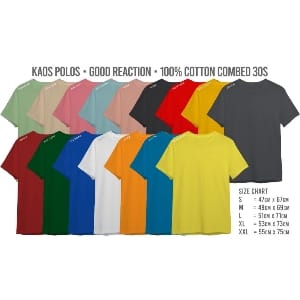 KAOS POLOS • GOOD REACTION • 100% COTTON COMBED 30S
SIZE CHART
S = 47CM X 67CM
M = 49CM X 69CM
L = 51CM X 71CM
XL = 53CM X 73CM
XXL = 55CM X 75CM